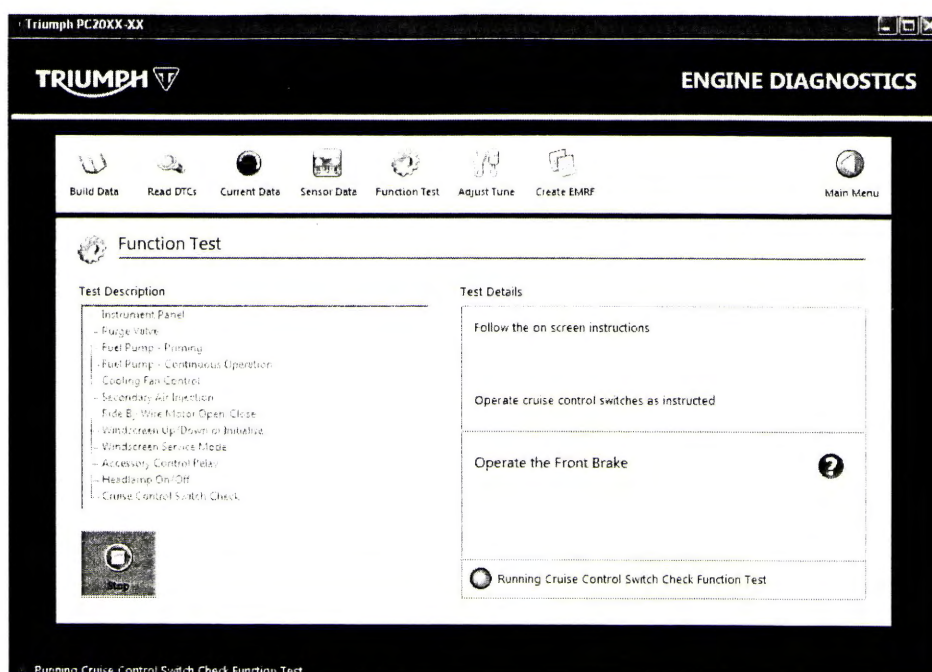 Triumph PC20XX-XX
TRIUMPH
ENGINE DIAGNOSTICS
Build Data
Read DTCs
Current Data
Sensor Data
Function Test
Adjust Tune
Create EMRF
Main Menu
Function Test
Test Description
Test Details
Instrument Panel
Purge Valve
Fuel Pump - Priming
Fuel Pump - Continuous Operation
Cooling Fan Control
Secondary Air Injection
Ride By Wire Motor Open/Close
Windscreen Up/Down or Initialise
Windscreen Service Mode
Accessory Control Relay
Headlamp On/Off
Cruise Control Switch Check
Follow the on screen instructions
Operate cruise control switches as instructed
Operate the Front Brake
?
Stop
Running Cruise Control Switch Check Function Test
Running Cruise Control Switch Check Function Test